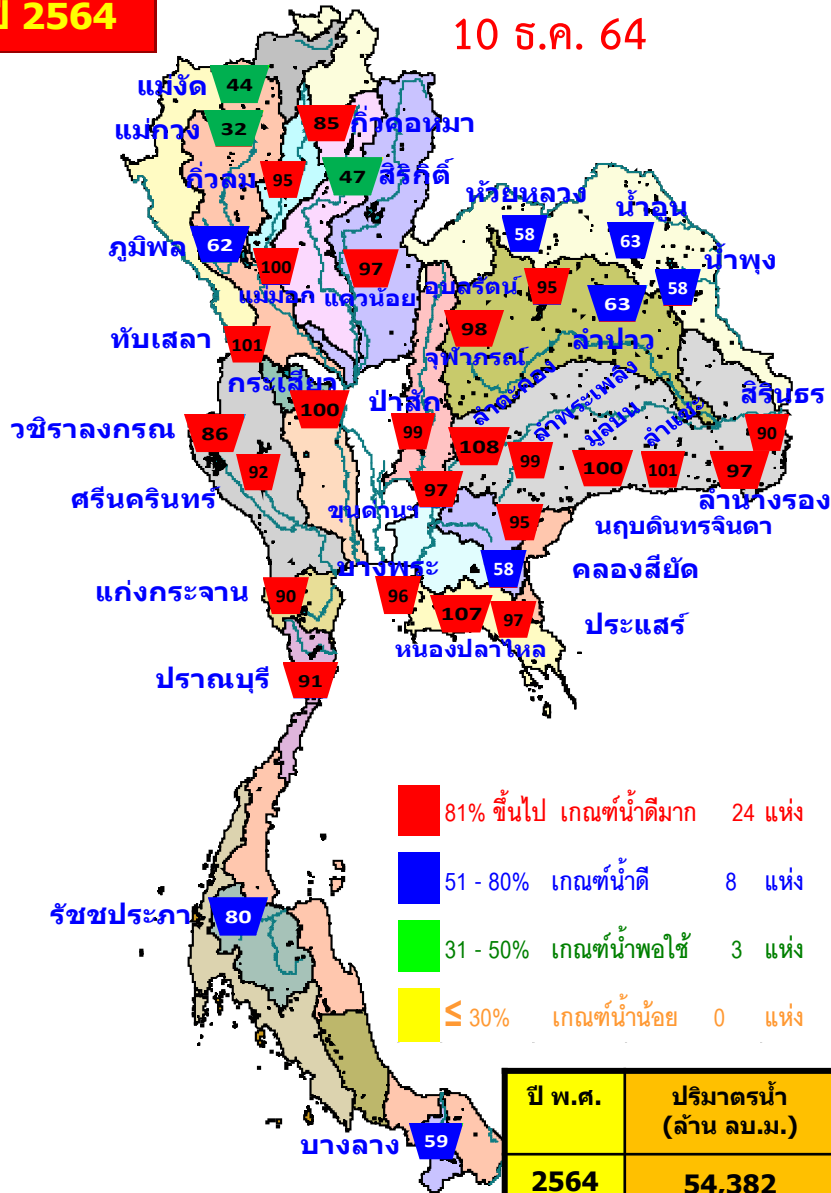 ปี 2564
10 ธ.ค. 64
แม่งัด 44
แม่กวง 32
85 กิ่วคอหมา
กิ่วลม 95
47 สิริกิติ์
ห้วยหลวง 58
น้ำอูน 63
น้ำพุง 58
ภูมิพล 62
100 แม่มอก
97 แควน้อย
อุบลรัตน์ 95
63 ลำปาว
98 จุฬาภรณ์
ทับเสลา 101
กระเสียว 100
ป่าสัก 99
ลำตะคอง 108
ลำพระเพลิง 99
มูลบน 100
ลำแชะ 101
สิรินธร 90
97 ลำนางรอง
วชิราลงกรณ 86
92 ศรีนครินทร์
97 ขุนด่านฯ
95 นฤบดินทรจินดา
บางพระ 96
58 คลองสียัด
แก่งกระจาน 90
107 หนองปลาไหล
97 ประแสร์
ปราณบุรี 91
81% ขึ้นไป เกณฑ์น้ำดีมาก 24 แห่ง
51 - 80% เกณฑ์น้ำดี 8 แห่ง
31 - 50% เกณฑ์น้ำพอใช้ 3 แห่ง
≤ 30% เกณฑ์น้ำน้อย 0 แห่ง
รัชชประภา 80
บางลาง 59
ปี พ.ศ. ปริมาตรน้ำ
(ล้าน ลบ.ม.)
2564 54,382